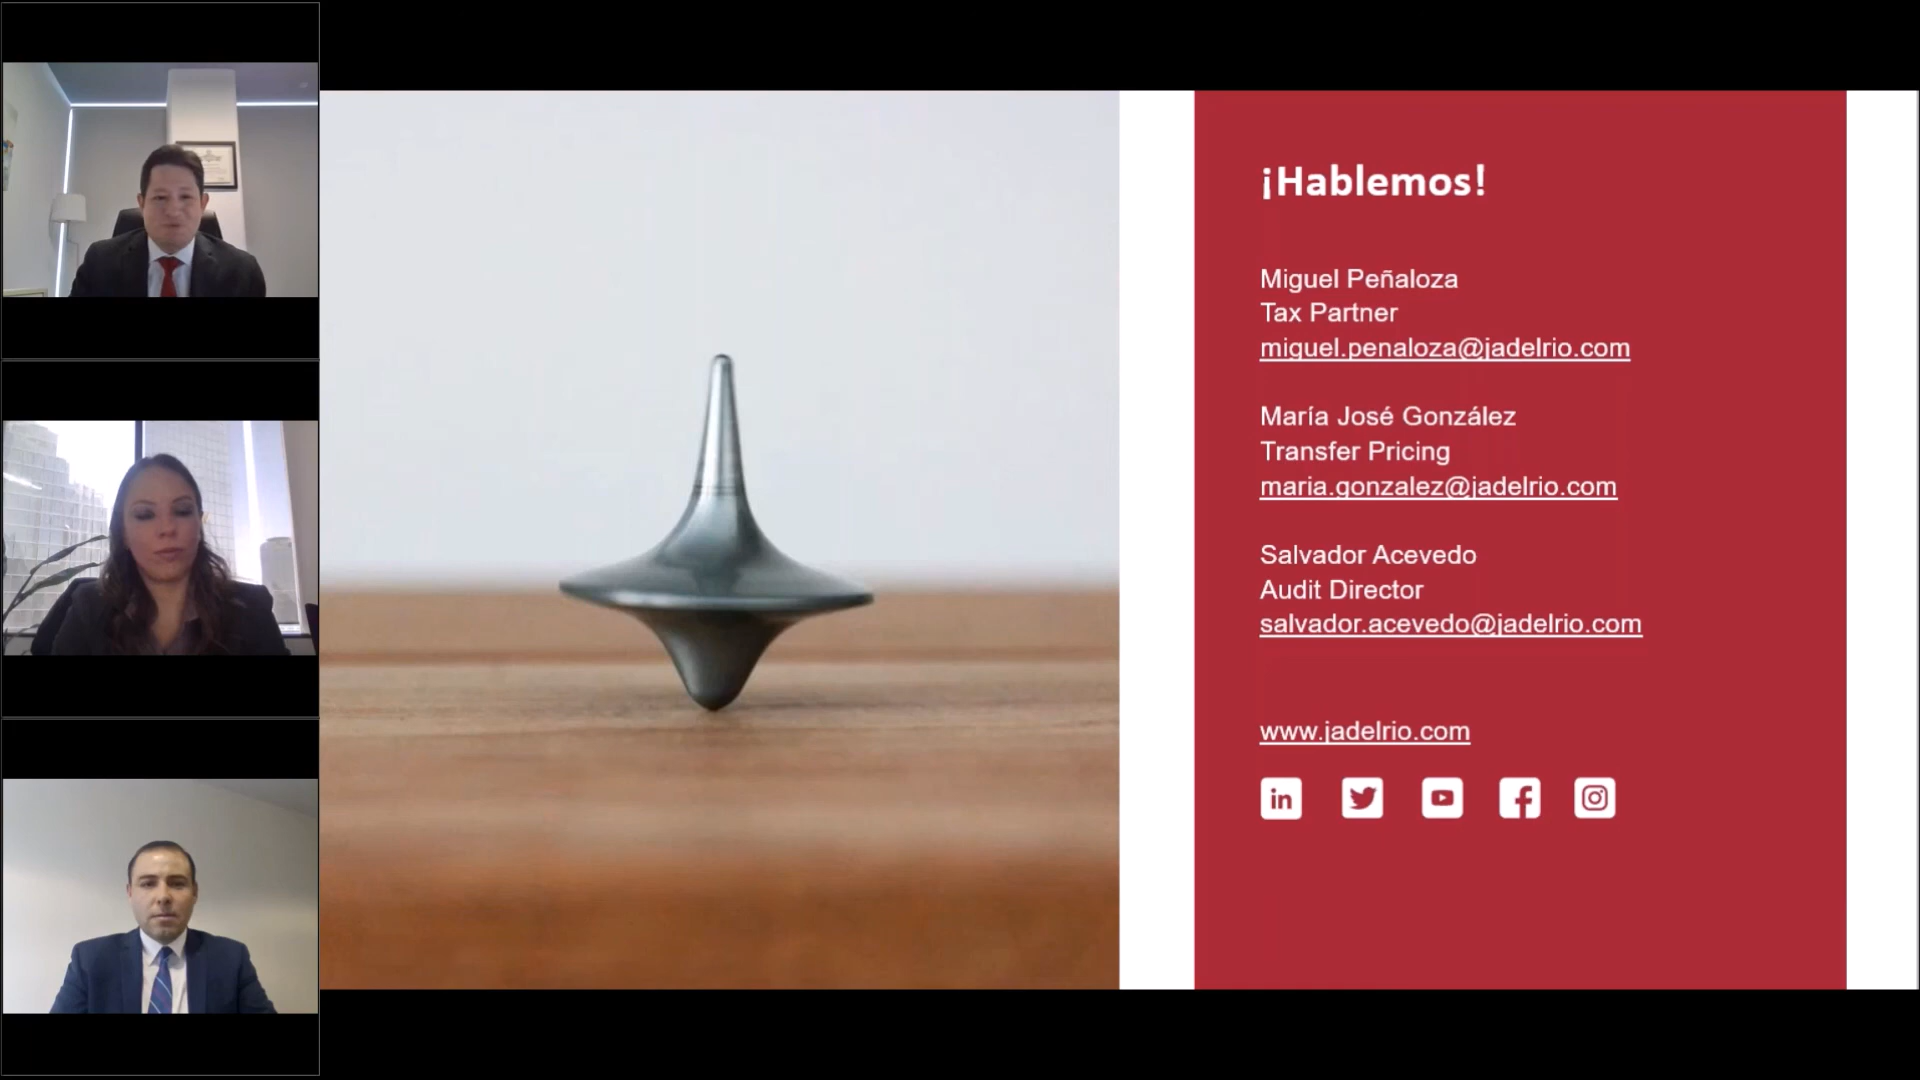 ¡Hablemos!
Miguel Peñaloza
Tax Partner
miguel.penaloza@jadelrio.com
María José González
Transfer Pricing
maria.gonzalez@jadelrio.com
Salvador Acevedo
Audit Director
salvador.acevedo@jadelrio.com
www.jadelrio.com
in